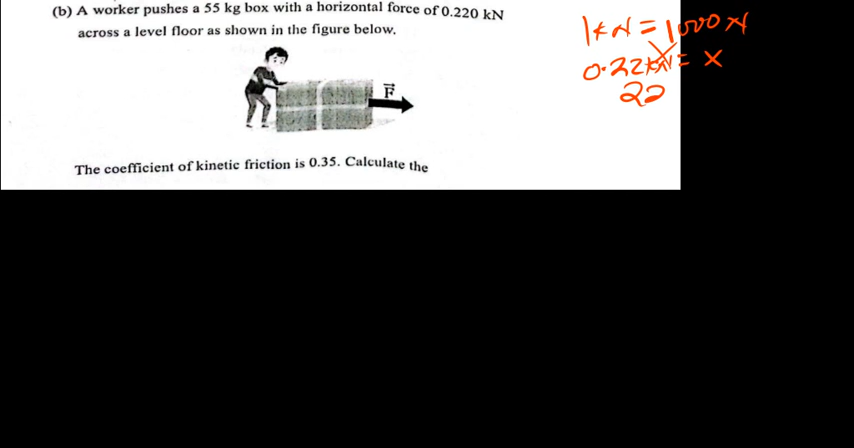 (b) A worker pushes a 55 kg box with a horizontal force of 0.220 kN
across a level floor as shown in the figure below.
F
The coefficient of kinetic friction is 0.35. Calculate the
1kN = 1000N
0.22kN = x
22